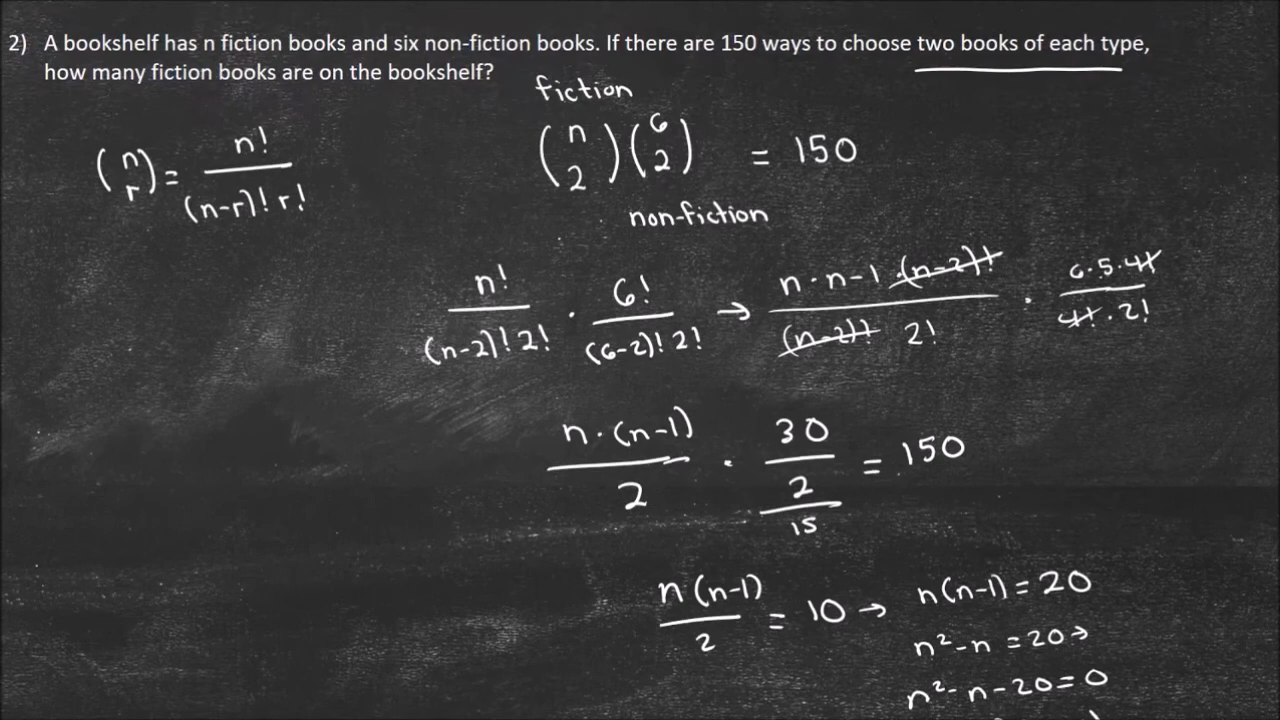 2) A bookshelf has n fiction books and six non-fiction books. If there are 150 ways to choose two books of each type,
how many fiction books are on the bookshelf?
fiction
(n r) = n! / (n-r)! r!
(n 2)(6 2) = 150
non-fiction
n! / (n-2)! 2! · 6! / (6-2)! 2! → n · n-1 · (n-2)! / (n-2)! 2! · 6·5·4! / 4! · 2!
n · (n-1) / 2 · 30 / 2 = 150
15
n(n-1) / 2 = 10 → n(n-1) = 20
n² - n = 20 →
n² - n - 20 = 0